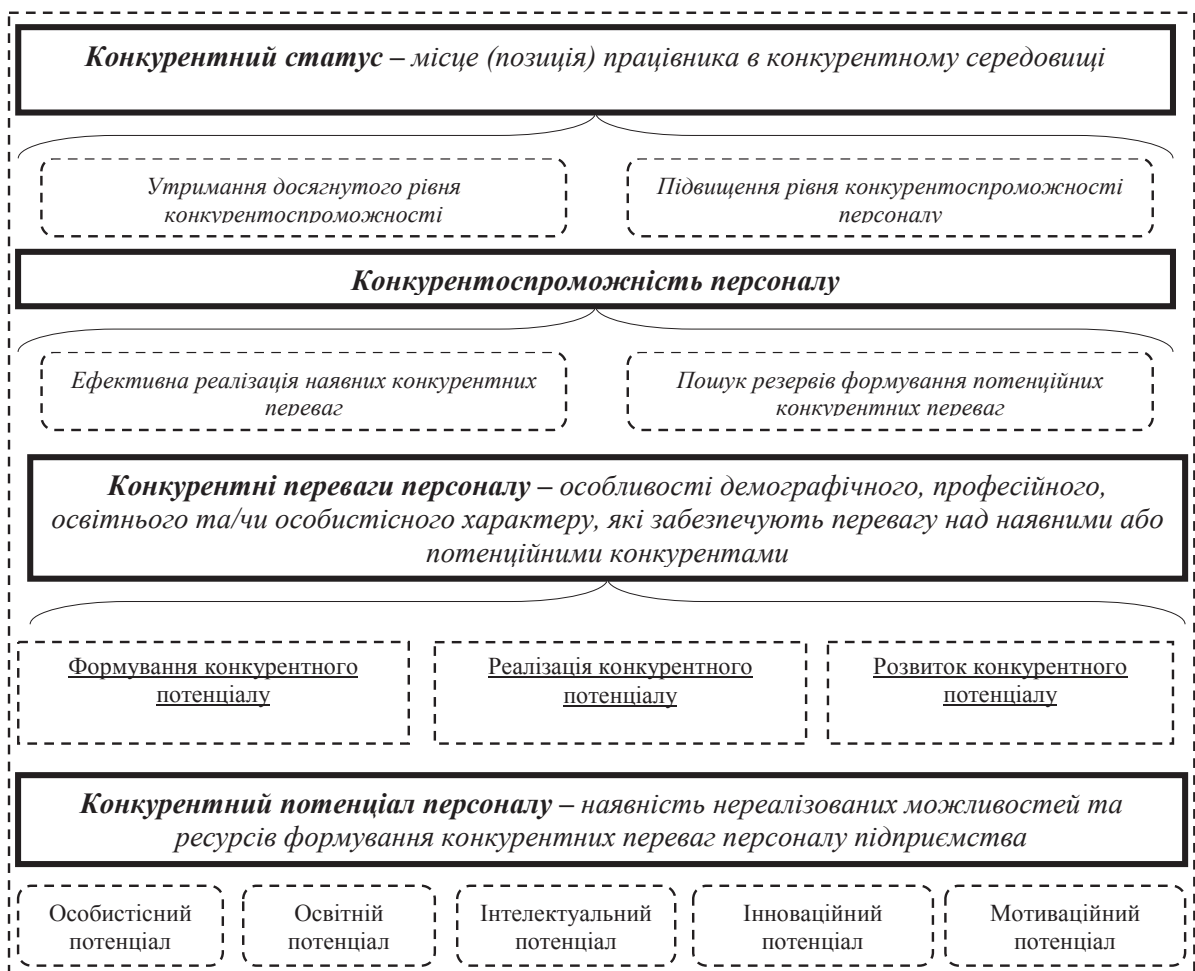 Конкурентний статус – місце (позиція) працівника в конкурентному середовищі
Утримання досягнутого рівня
конкурентоспроможності
Підвищення рівня конкурентоспроможності
персоналу
Конкурентоспроможність персоналу
Ефективна реалізація наявних конкурентних
переваг
Пошук резервів формування потенційних
конкурентних переваг
Конкурентні переваги персоналу – особливості демографічного, професійного,
освітнього та/чи особистісного характеру, які забезпечують перевагу над наявними або
потенційними конкурентами
Формування конкурентного
потенціалу
Реалізація конкурентного
потенціалу
Розвиток конкурентного
потенціалу
Конкурентний потенціал персоналу – наявність нереалізованих можливостей та
ресурсів формування конкурентних переваг персоналу підприємства
Особистісний
потенціал
Освітній
потенціал
Інтелектуальний
потенціал
Інноваційний
потенціал
Мотиваційний
потенціал